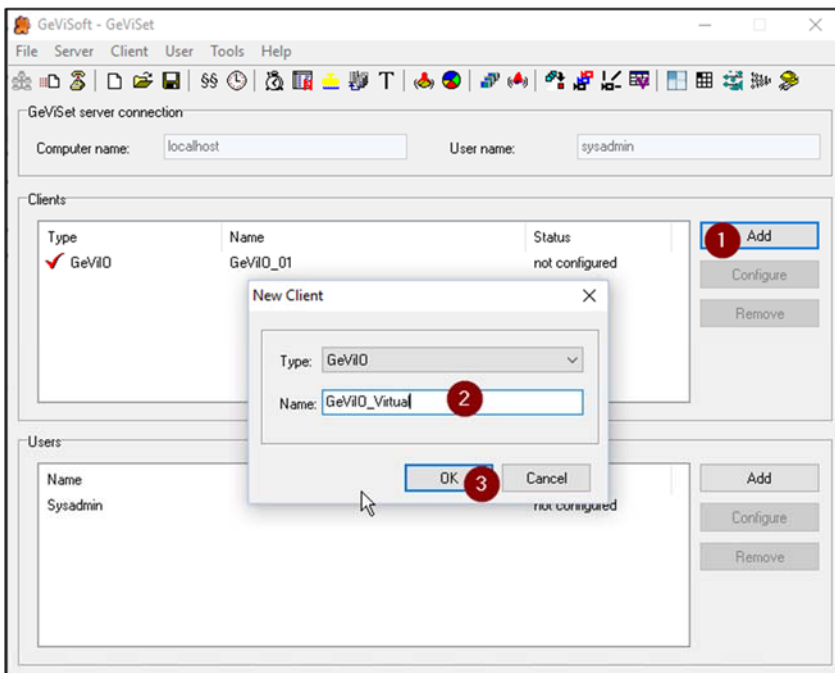 GeViSoft - GeViSet
File Server Client User Tools Help
§§ T
GeViSet server connection
Computer name: localhost User name: sysadmin
Clients
Type Name Status
1 Add
GeViIO GeViIO_01 not configured
Configure
New Client
Remove
Type: GeViIO
Name: GeViIO_Virtual 2
Users
OK 3 Cancel
Name
Add
Sysadmin not configured
Configure
Remove